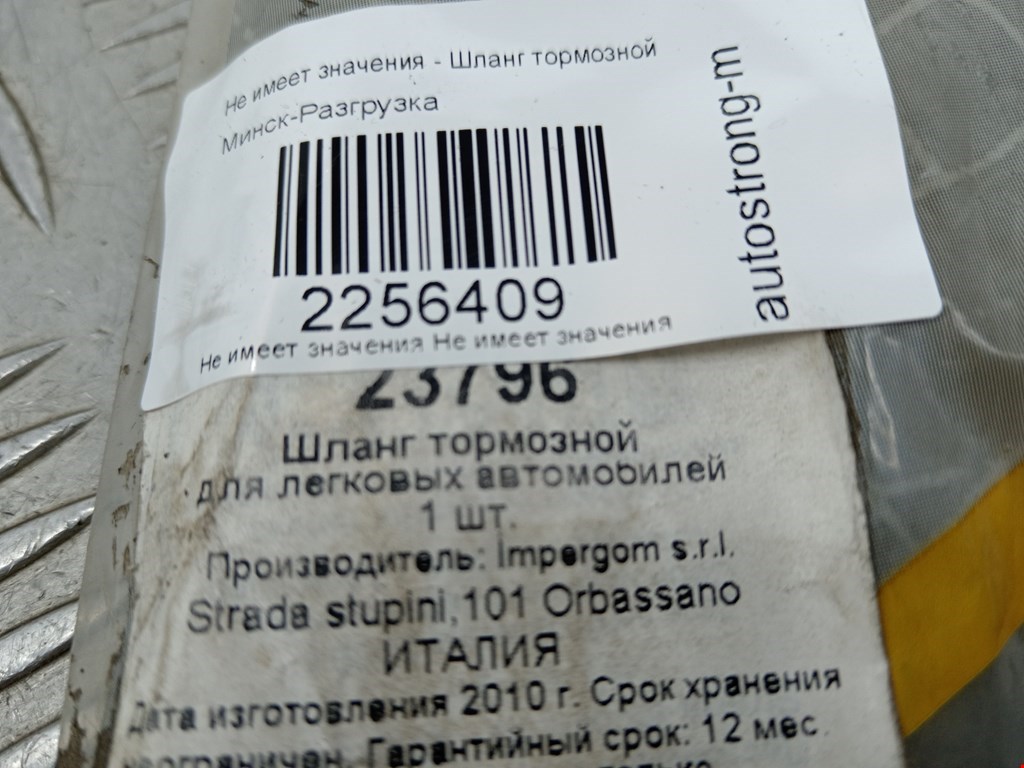 Не имеет значения - Шланг тормозной
Минск-Разгрузка
autostrong-m
2256409
Не имеет значения Не имеет значения
23796
Шланг тормозной
для легковых автомобилей
1 шт.
Производитель: Impergom s.r.l.
Strada stupini,101 Orbassano
ИТАЛИЯ
Дата изготовления 2010 г. Срок хранения
неограничен. Гарантийный срок: 12 мес.